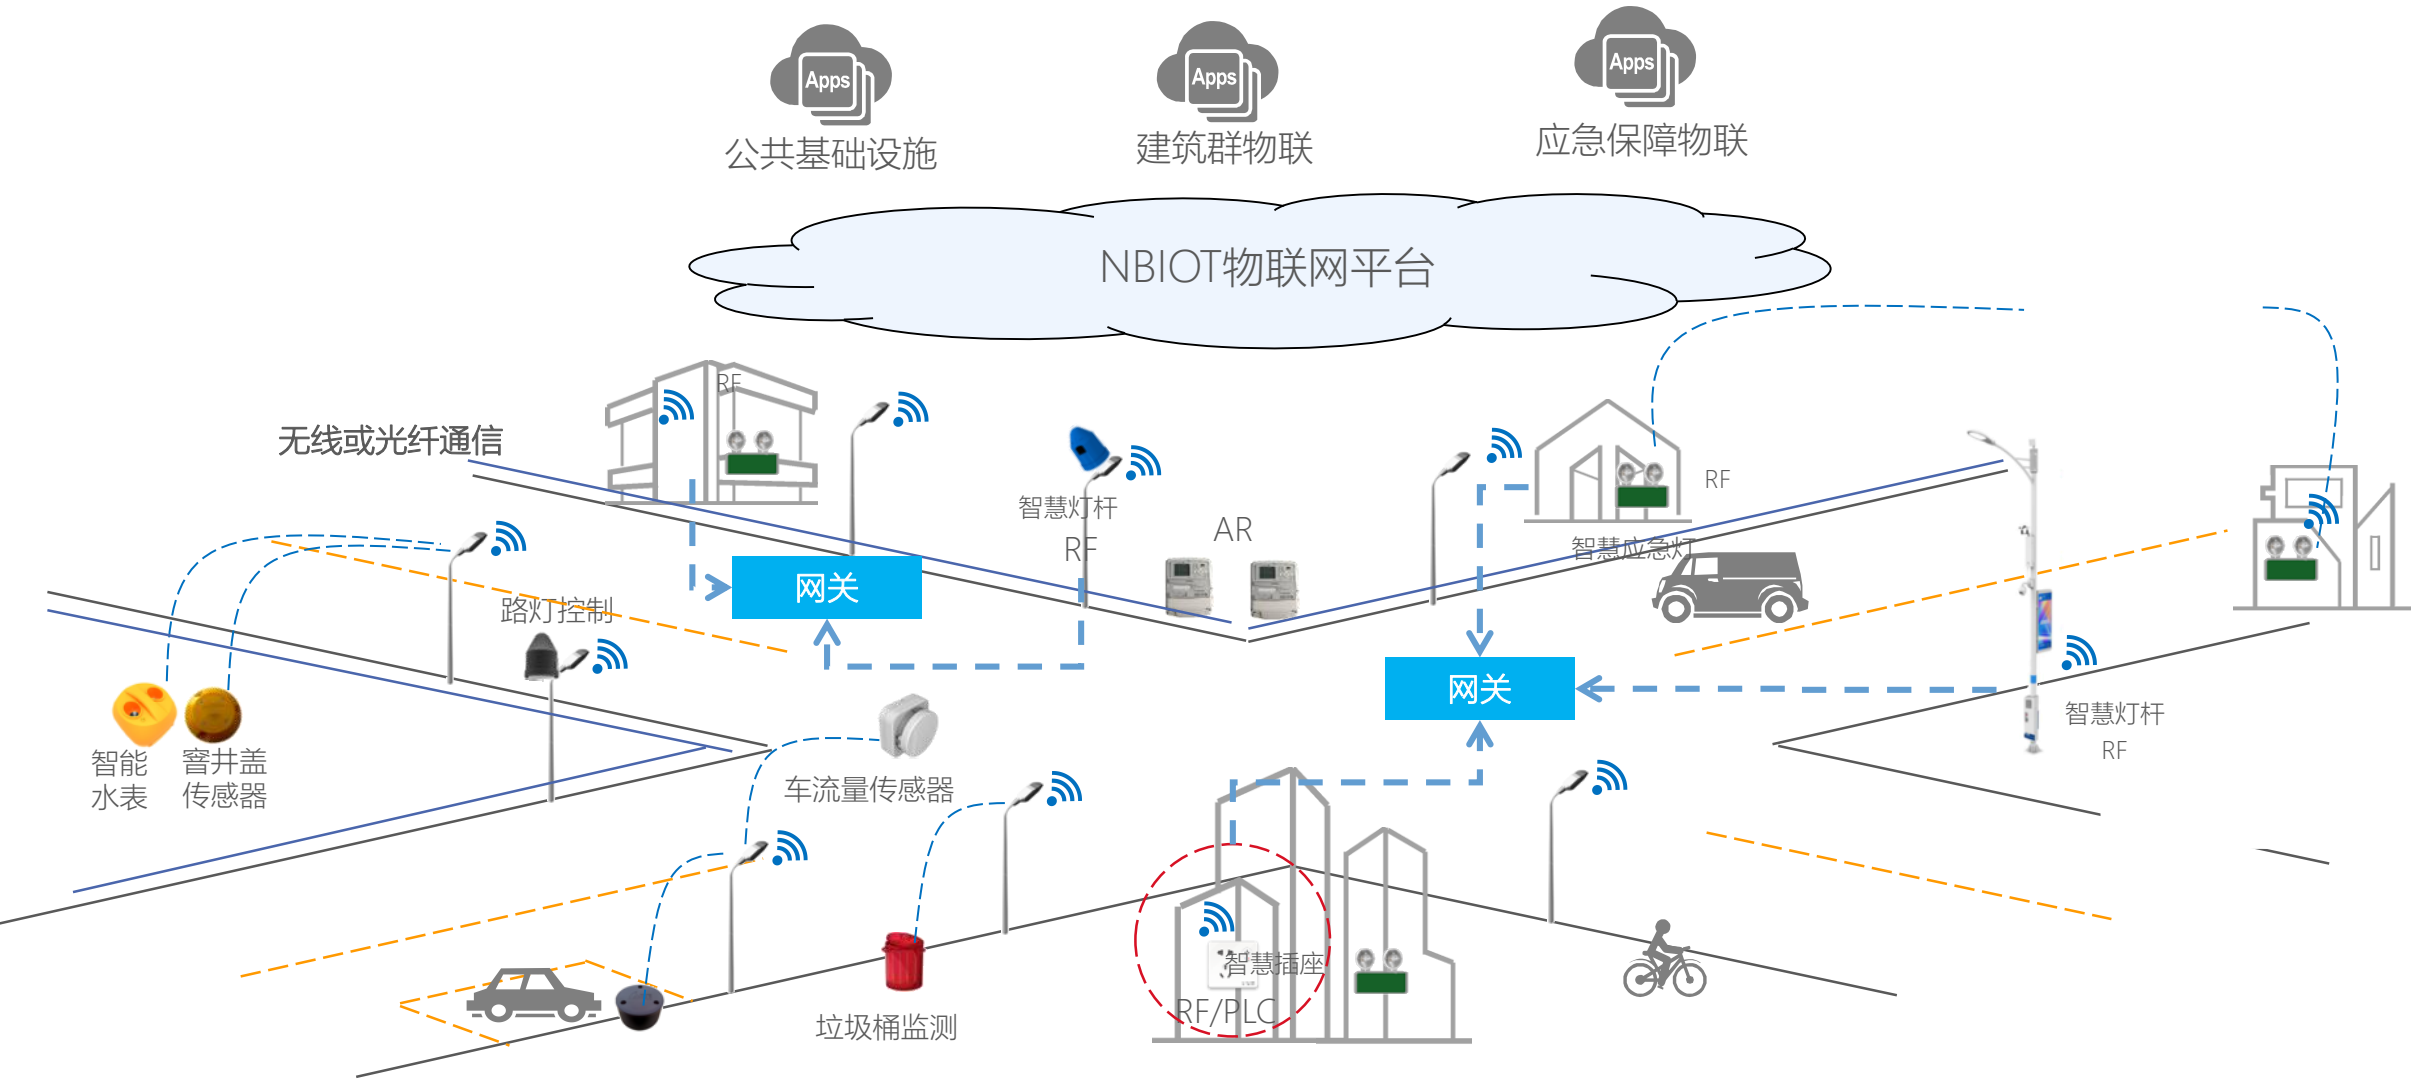 Apps
Apps
Apps
公共基础设施
建筑群物联
应急保障物联
NBIOT物联网平台
无线或光纤通信
RF
智慧灯杆
RF
AR
RF
智慧应急灯
网关
路灯控制
网关
智能
水表
窨井盖
传感器
车流量传感器
智慧灯杆
RF
智慧插座
RF/PLC
垃圾桶监测